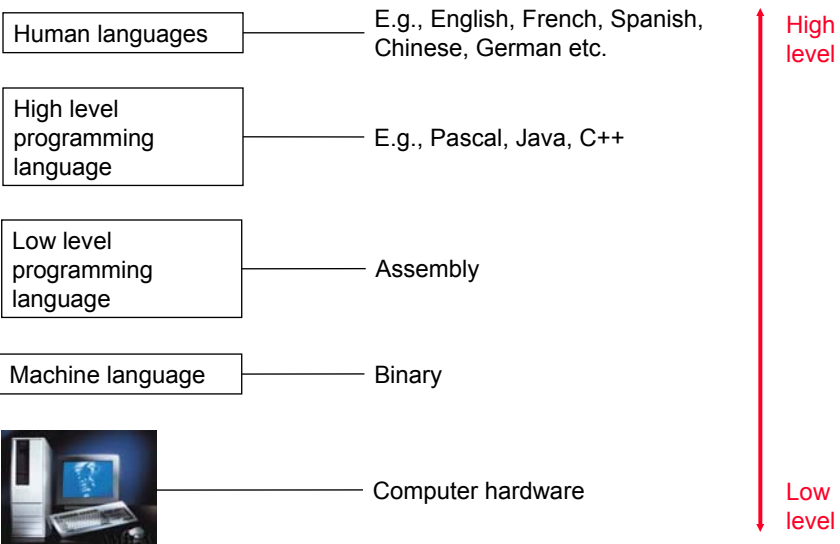 Human languages
E.g., English, French, Spanish,
Chinese, German etc.
High
level
High level
programming
language
E.g., Pascal, Java, C++
Low level
programming
language
Assembly
Machine language
Binary
Computer hardware
Low
level